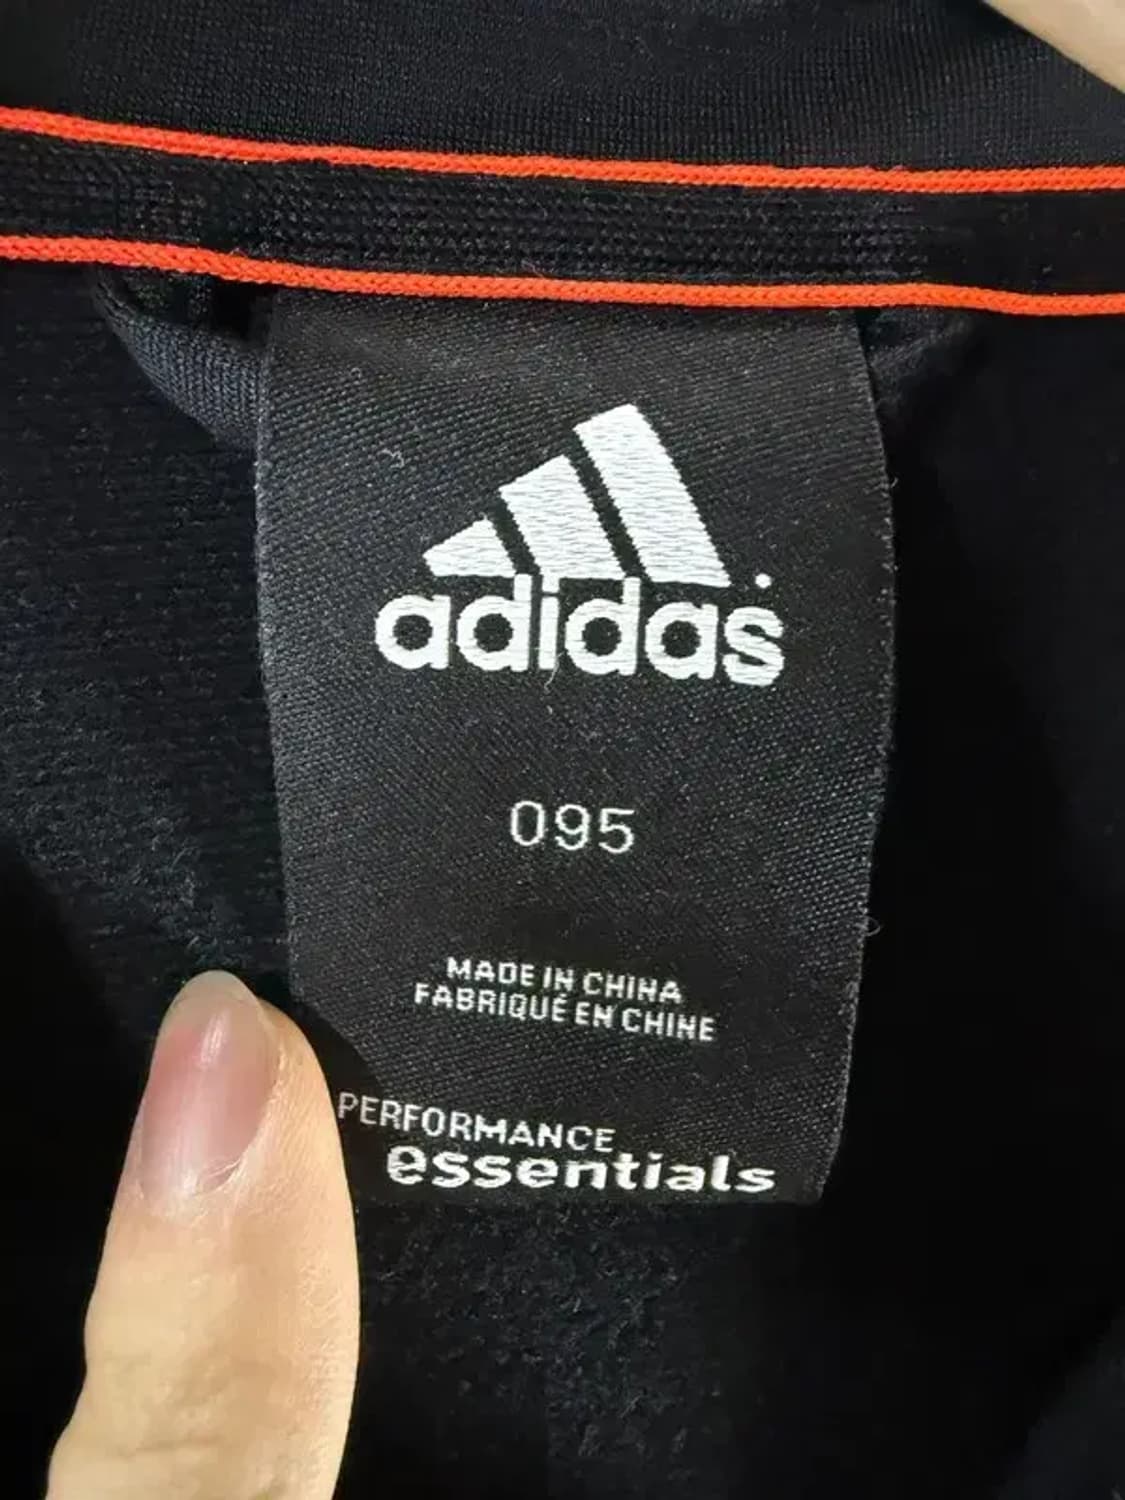 adidas
095
MADE IN CHINA
FABRIQUÉ EN CHINE
PERFORMANCE
essentials